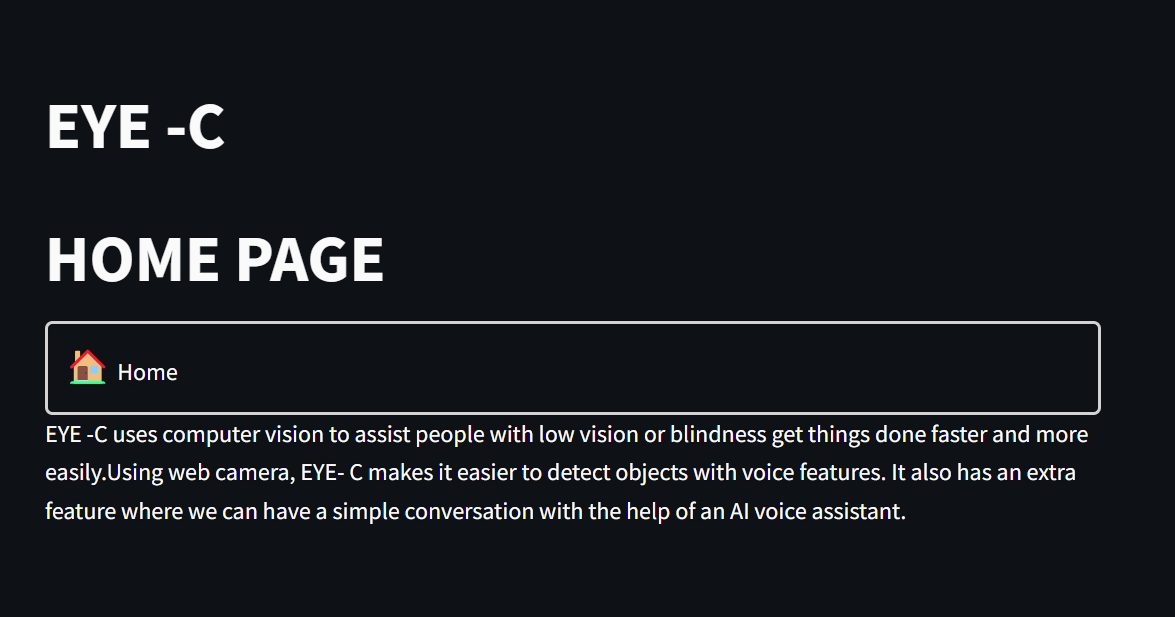 EYE -C
HOME PAGE
Home
EYE -C uses computer vision to assist people with low vision or blindness get things done faster and more
easily.Using web camera, EYE- C makes it easier to detect objects with voice features. It also has an extra
feature where we can have a simple conversation with the help of an AI voice assistant.